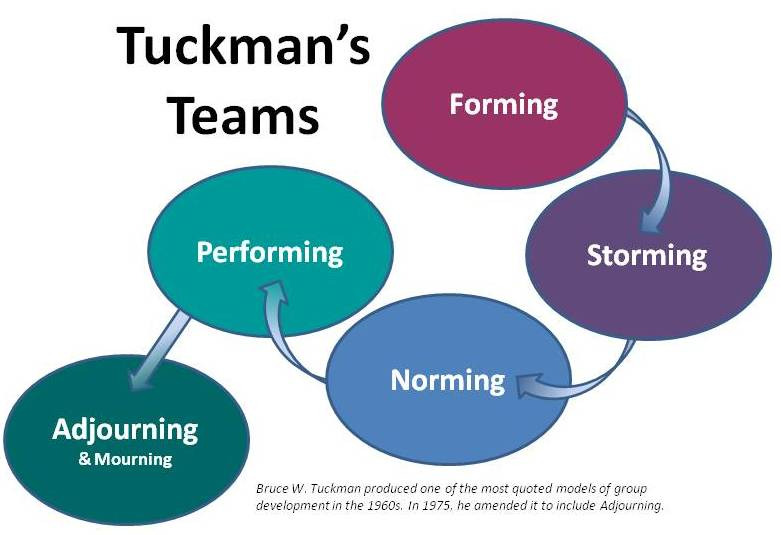 Tuckman's
Teams
Forming
Storming
Norming
Performing
Adjourning
& Mourning
Bruce W. Tuckman produced one of the most quoted models of group
development in the 1960s. In 1975, he amended it to include Adjourning.